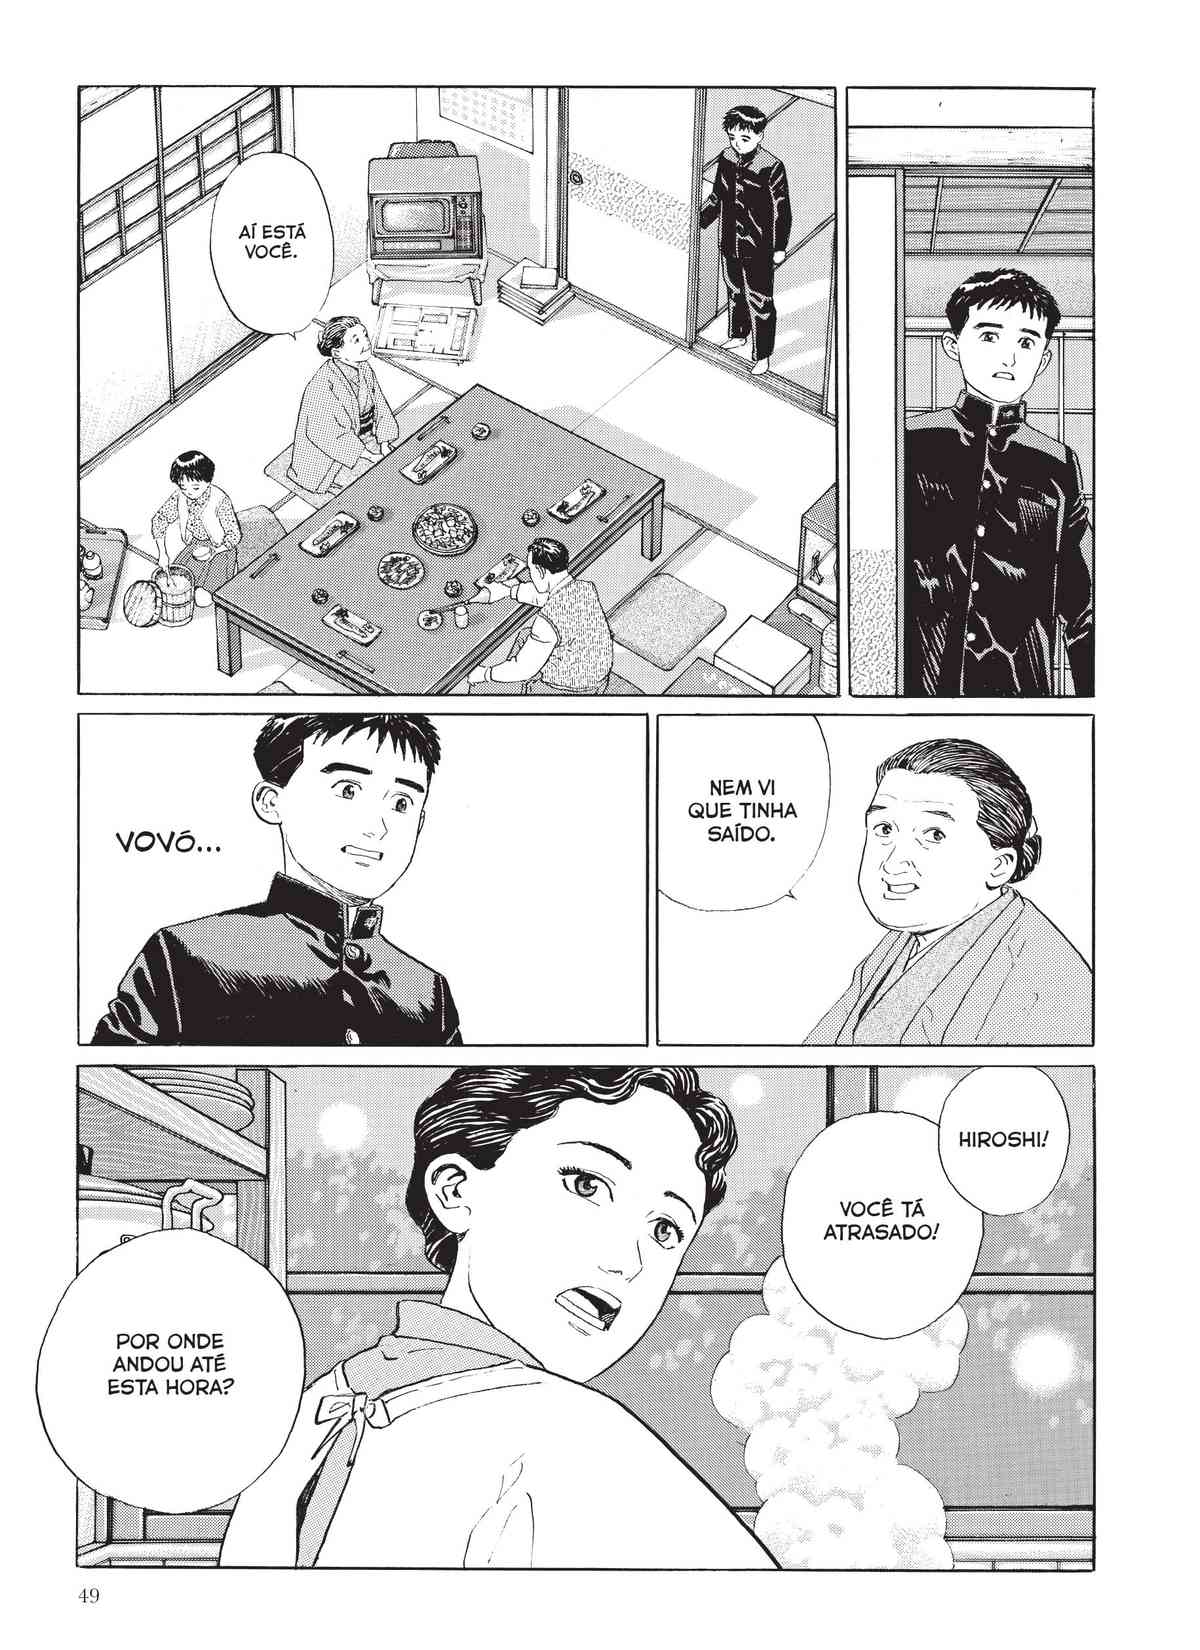 AÍ ESTÁ
VOCÊ.
VOVÓ...
NEM VI
QUE TINHA
SAÍDO.
HIROSHI!
VOCÊ TÁ
ATRASADO!
POR ONDE
ANDOU ATÉ
ESTA HORA?
49